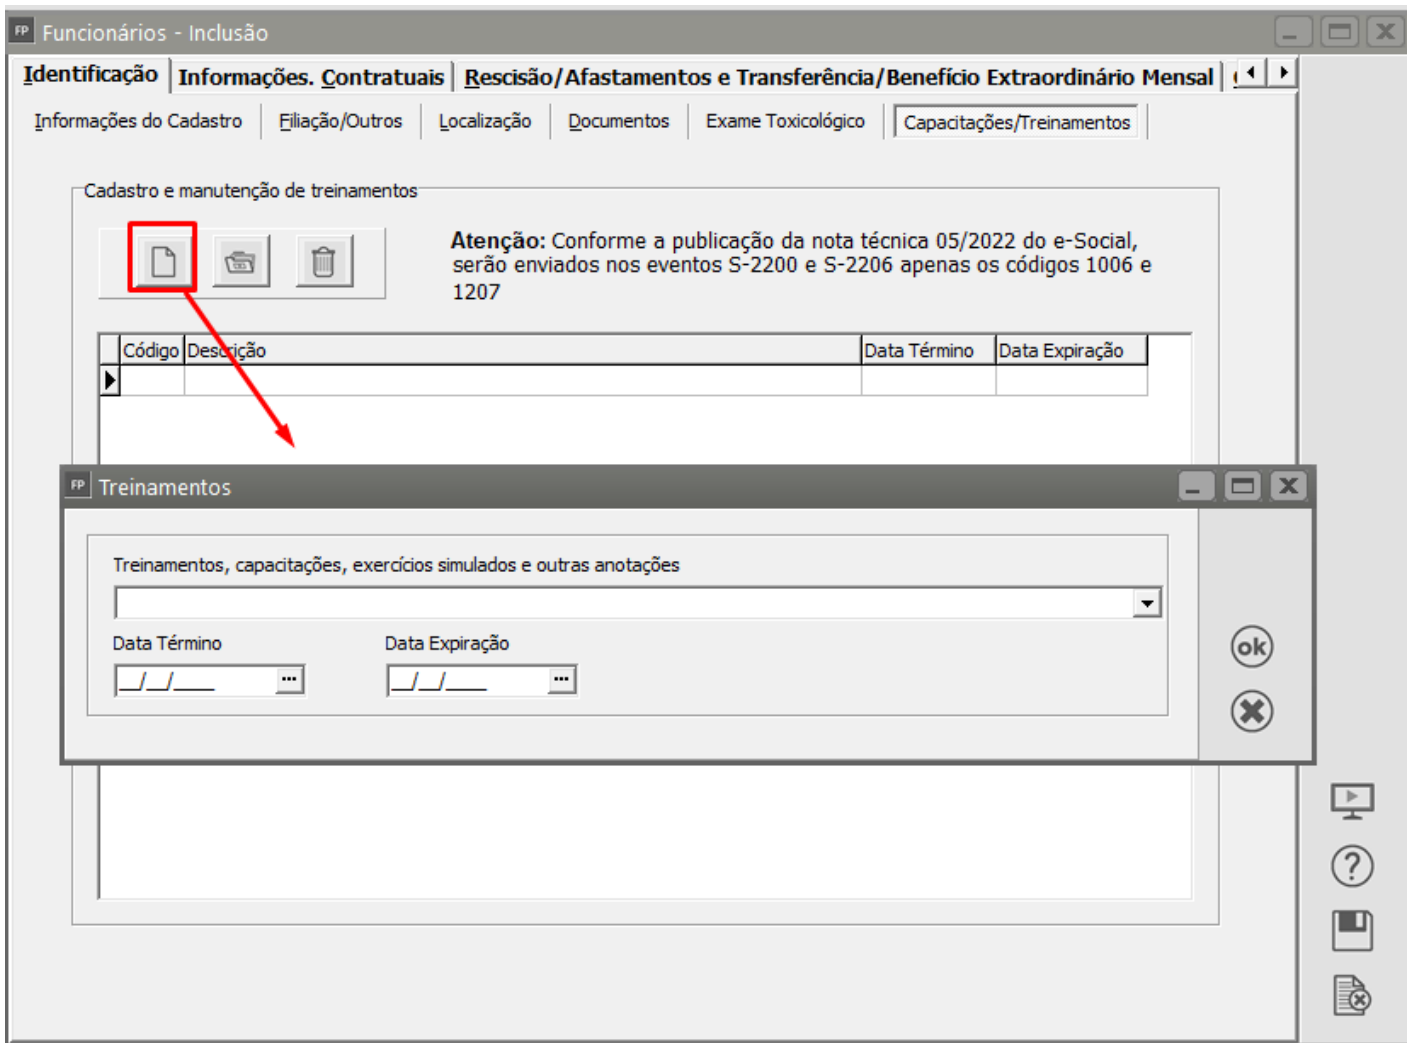 FP Funcionários - Inclusão
Identificação Informações. Contratuais Rescisão/Afastamentos e Transferência/Benefício Extraordinário Mensal
Informações do Cadastro Filiação/Outros Localização Documentos Exame Toxicológico Capacitações/Treinamentos
Cadastro e manutenção de treinamentos
Atenção: Conforme a publicação da nota técnica 05/2022 do e-Social,
serão enviados nos eventos S-2200 e S-2206 apenas os códigos 1006 e
1207
Código Descrição Data Término Data Expiração
FP Treinamentos
Treinamentos, capacitações, exercícios simulados e outras anotações
Data Término Data Expiração
__/__/____ ... __/__/____ ...
ok
?